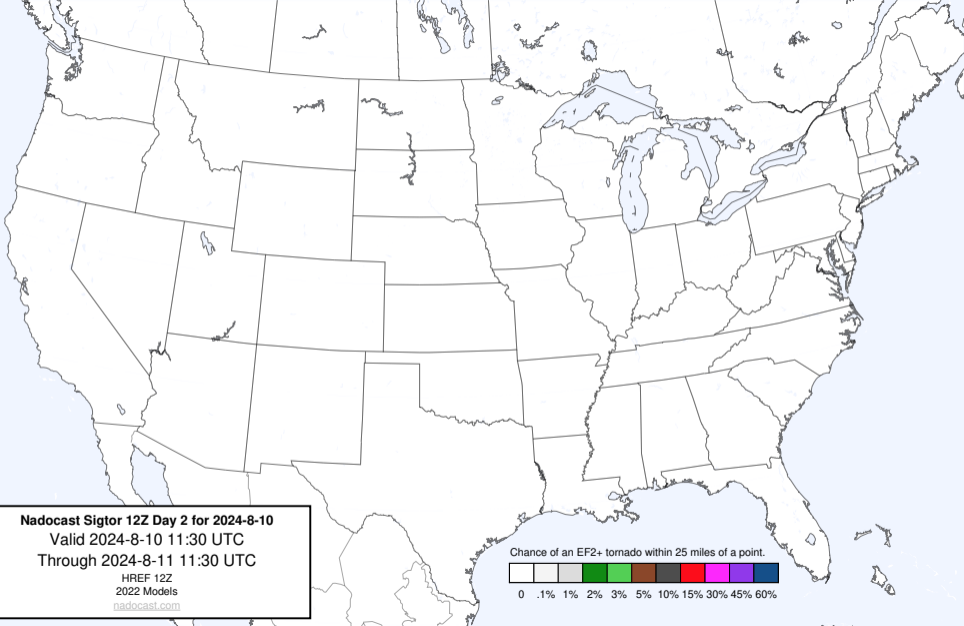 Nadocast Sigtor 12Z Day 2 for 2024-8-10
Valid 2024-8-10 11:30 UTC
Through 2024-8-11 11:30 UTC
HREF 12Z
2022 Models
nadocast.com
Chance of an EF2+ tornado within 25 miles of a point.
0 .1% 1% 2% 3% 5% 10% 15% 30% 45% 60%